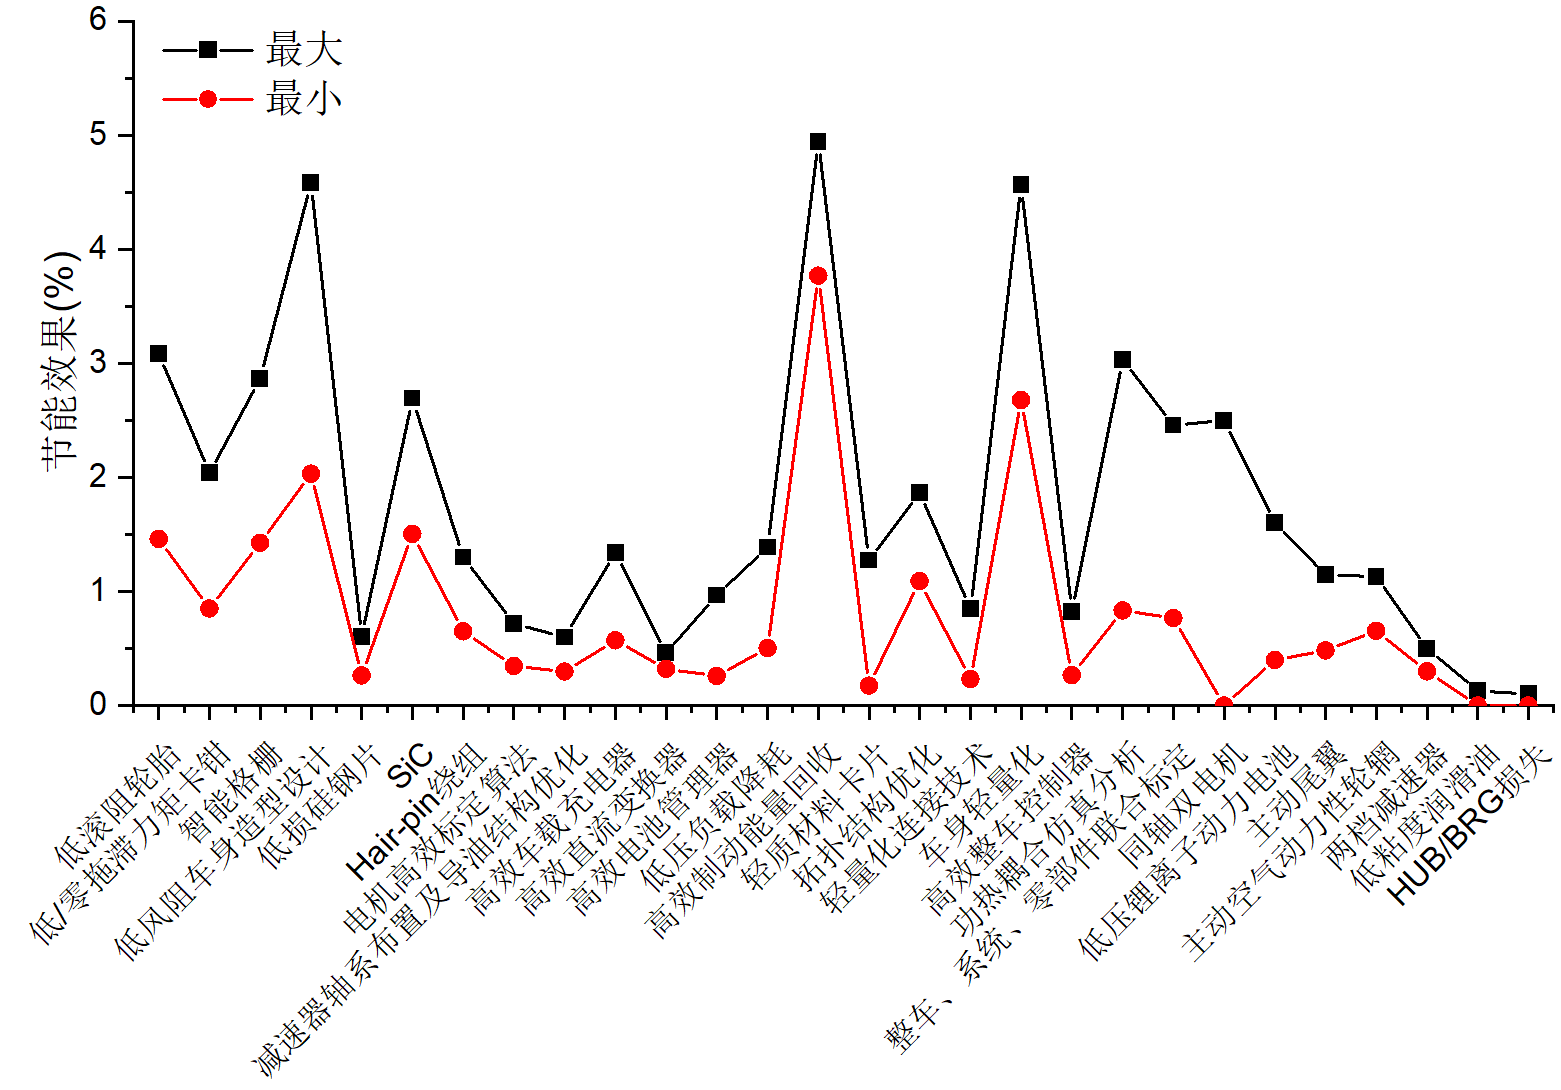 最大
最小
节能效果(%)
6
5
4
3
2
1
0
低滚阻轮胎
低/零拖滞力矩卡钳
智能格栅
低风阻车身造型设计
低损硅钢片
SiC
Hair-pin绕组
电机高效标定算法
减速器轴系布置及导油结构优化
高效车载充电器
高效直流变换器
高效电池管理器
低压负载降耗
高效制动能量回收
轻质材料卡片
拓扑结构优化
轻量化连接技术
车身轻量化
高效整车控制器
功热耦合仿真分析
整车、系统、零部件联合标定
同轴双电机
低压锂离子动力电池
主动尾翼
主动空气动力性轮辋
两档减速器
低粘度润滑油
HUB/BRG损失